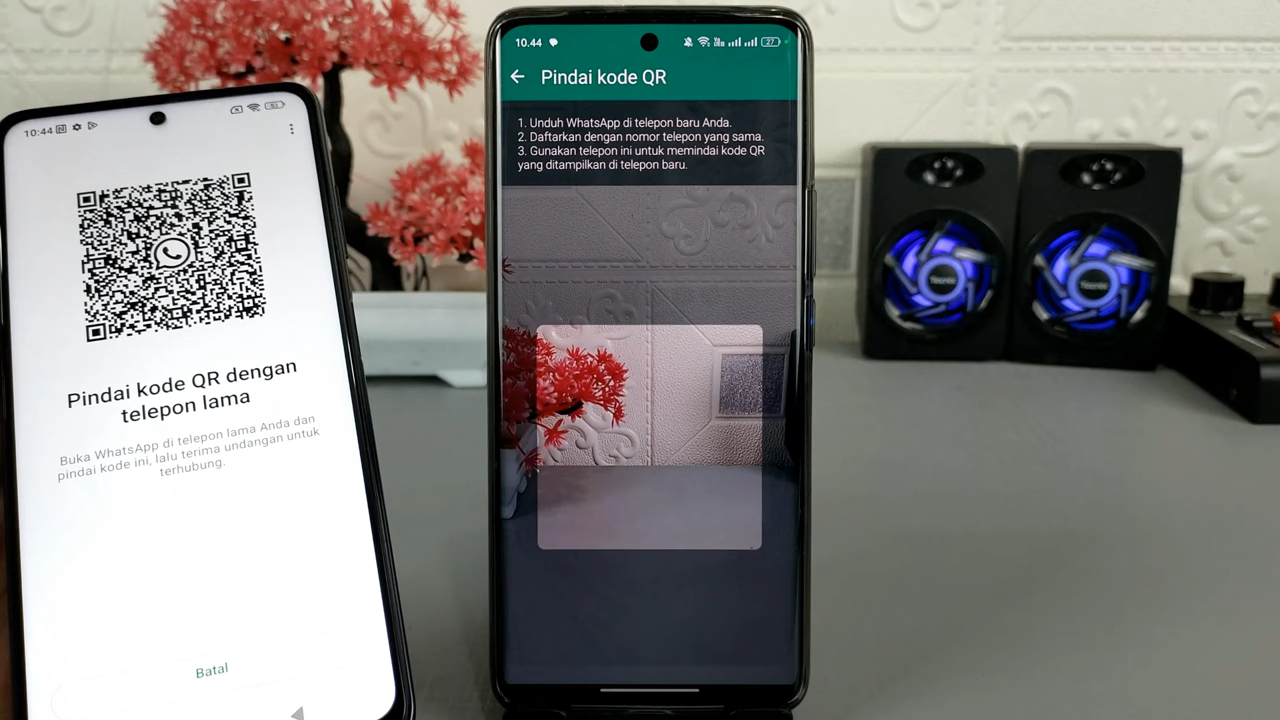 10:44
Pindai kode QR dengan
telepon lama
Buka WhatsApp di telepon lama Anda dan
pindai kode ini, lalu terima undangan untuk
terhubung.
Batal
10.44
27
Pindai kode QR
1. Unduh WhatsApp di telepon baru Anda.
2. Daftarkan dengan nomor telepon yang sama.
3. Gunakan telepon ini untuk memindai kode QR
yang ditampilkan di telepon baru.